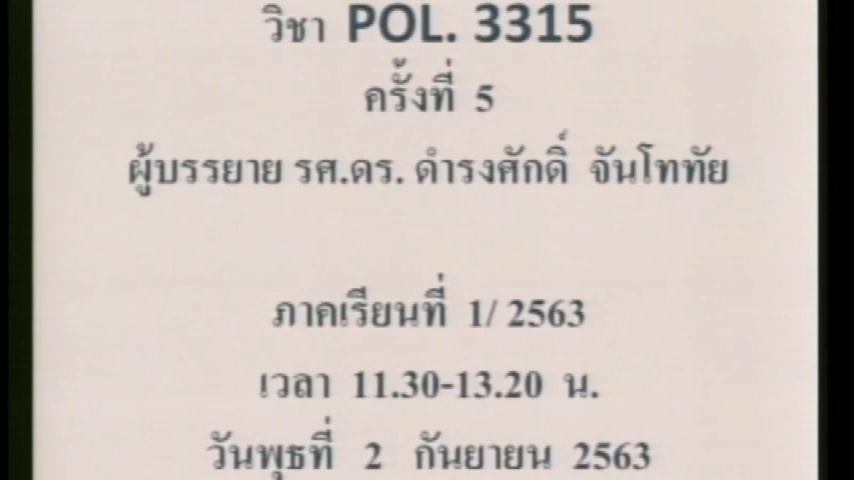 วิชา POL. 3315
ครั้งที่ 5
ผู้บรรยาย รศ.ดร. ดำรงศักดิ์ จันโททัย
ภาคเรียนที่ 1/ 2563
เวลา 11.30-13.20 น.
วันพุธที่ 2 กันยายน 2563